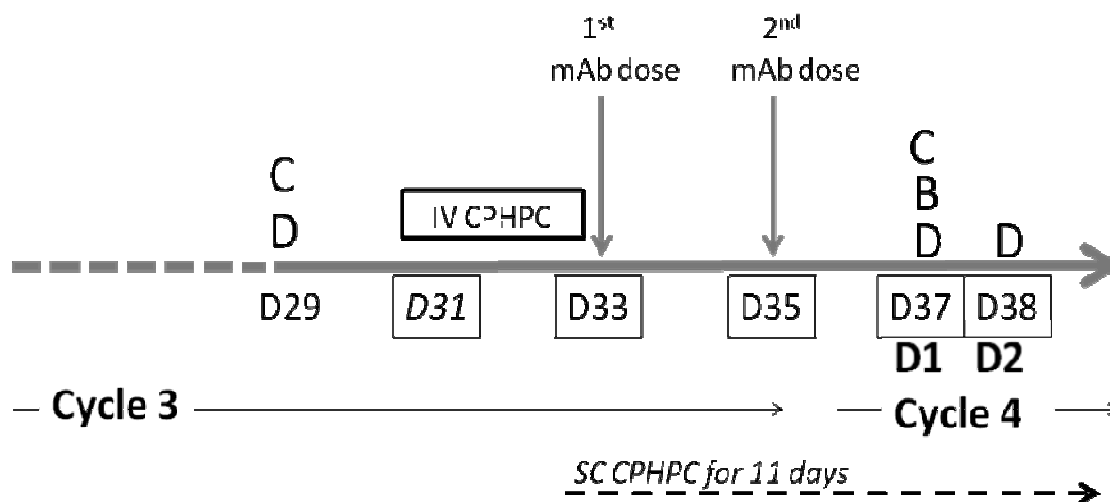 1st 2nd
mAb dose mAb dose
C
D
IV CPHPC
C
B
D D
D29 D31 D33 D35 D37 D38
D1 D2
Cycle 3 Cycle 4
SC CPHPC for 11 days